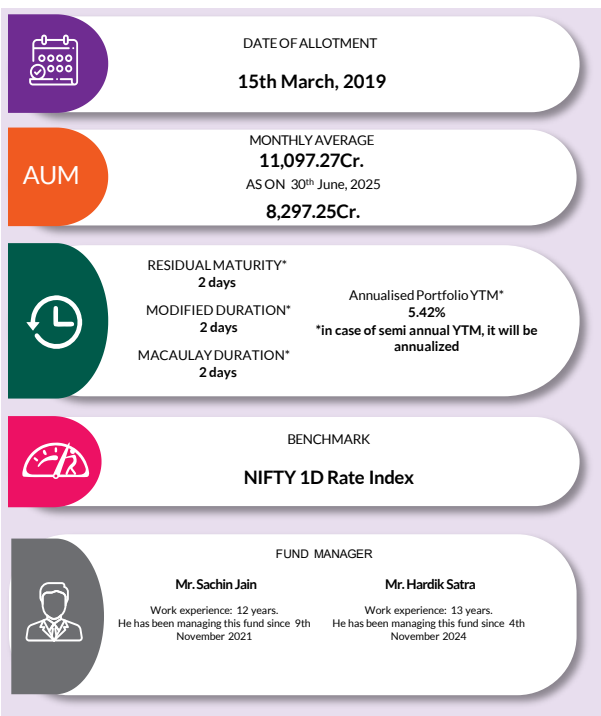 DATE OF ALLOTMENT
15th March, 2019
AUM
MONTHLY AVERAGE
11,097.27Cr.
AS ON 30th June, 2025
8,297.25Cr.
RESIDUAL MATURITY*
2 days
MODIFIED DURATION*
2 days
MACAULAY DURATION*
2 days
Annualised Portfolio YTM*
5.42%
*in case of semi annual YTM, it will be
annualized
BENCHMARK
NIFTY 1D Rate Index
FUND MANAGER
Mr. Sachin Jain
Work experience: 12 years.
He has been managing this fund since 9th
November 2021
Mr. Hardik Satra
Work experience: 13 years.
He has been managing this fund since 4th
November 2024